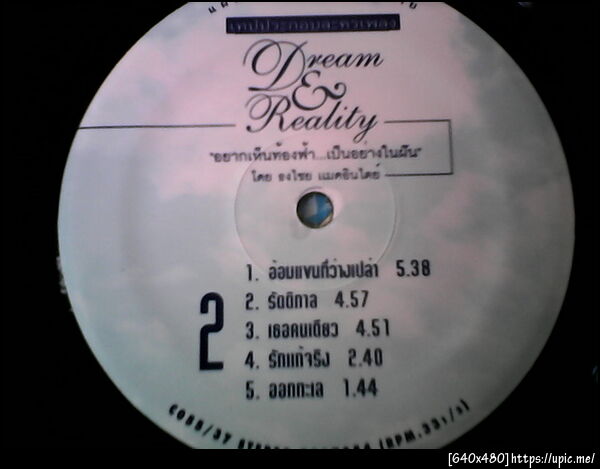 เทปประกอบละครเพลง
Dream
&
Reality
"อยากเห็นท้องฟ้า...เป็นอย่างในฝัน"
โดย ธงไชย แมคอินไตย์
2
1. อ้อมแขนที่ว่างเปล่า 5.38
2. รัตติกาล 4.57
3. เธอคนเดียว 4.51
4. รักแท้จริง 2.40
5. ออกทะเล 1.44
(RPM.33 1/3)
[640x480]https://upic.me/